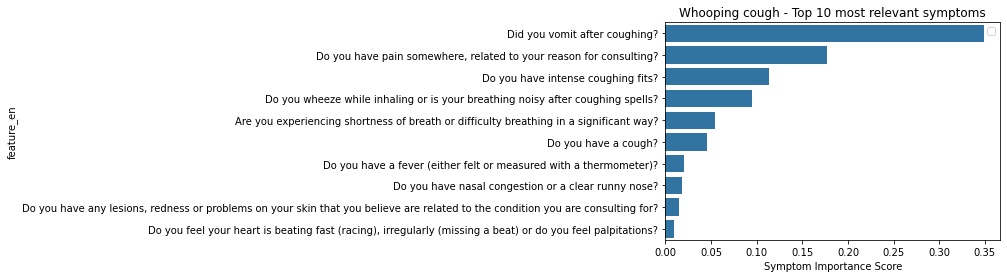 Whooping cough - Top 10 most relevant symptoms
feature_en
Did you vomit after coughing?
Do you have pain somewhere, related to your reason for consulting?
Do you have intense coughing fits?
Do you wheeze while inhaling or is your breathing noisy after coughing spells?
Are you experiencing shortness of breath or difficulty breathing in a significant way?
Do you have a cough?
Do you have a fever (either felt or measured with a thermometer)?
Do you have nasal congestion or a clear runny nose?
Do you have any lesions, redness or problems on your skin that you believe are related to the condition you are consulting for?
Do you feel your heart is beating fast (racing), irregularly (missing a beat) or do you feel palpitations?
0.00 0.05 0.10 0.15 0.20 0.25 0.30 0.35
Symptom Importance Score